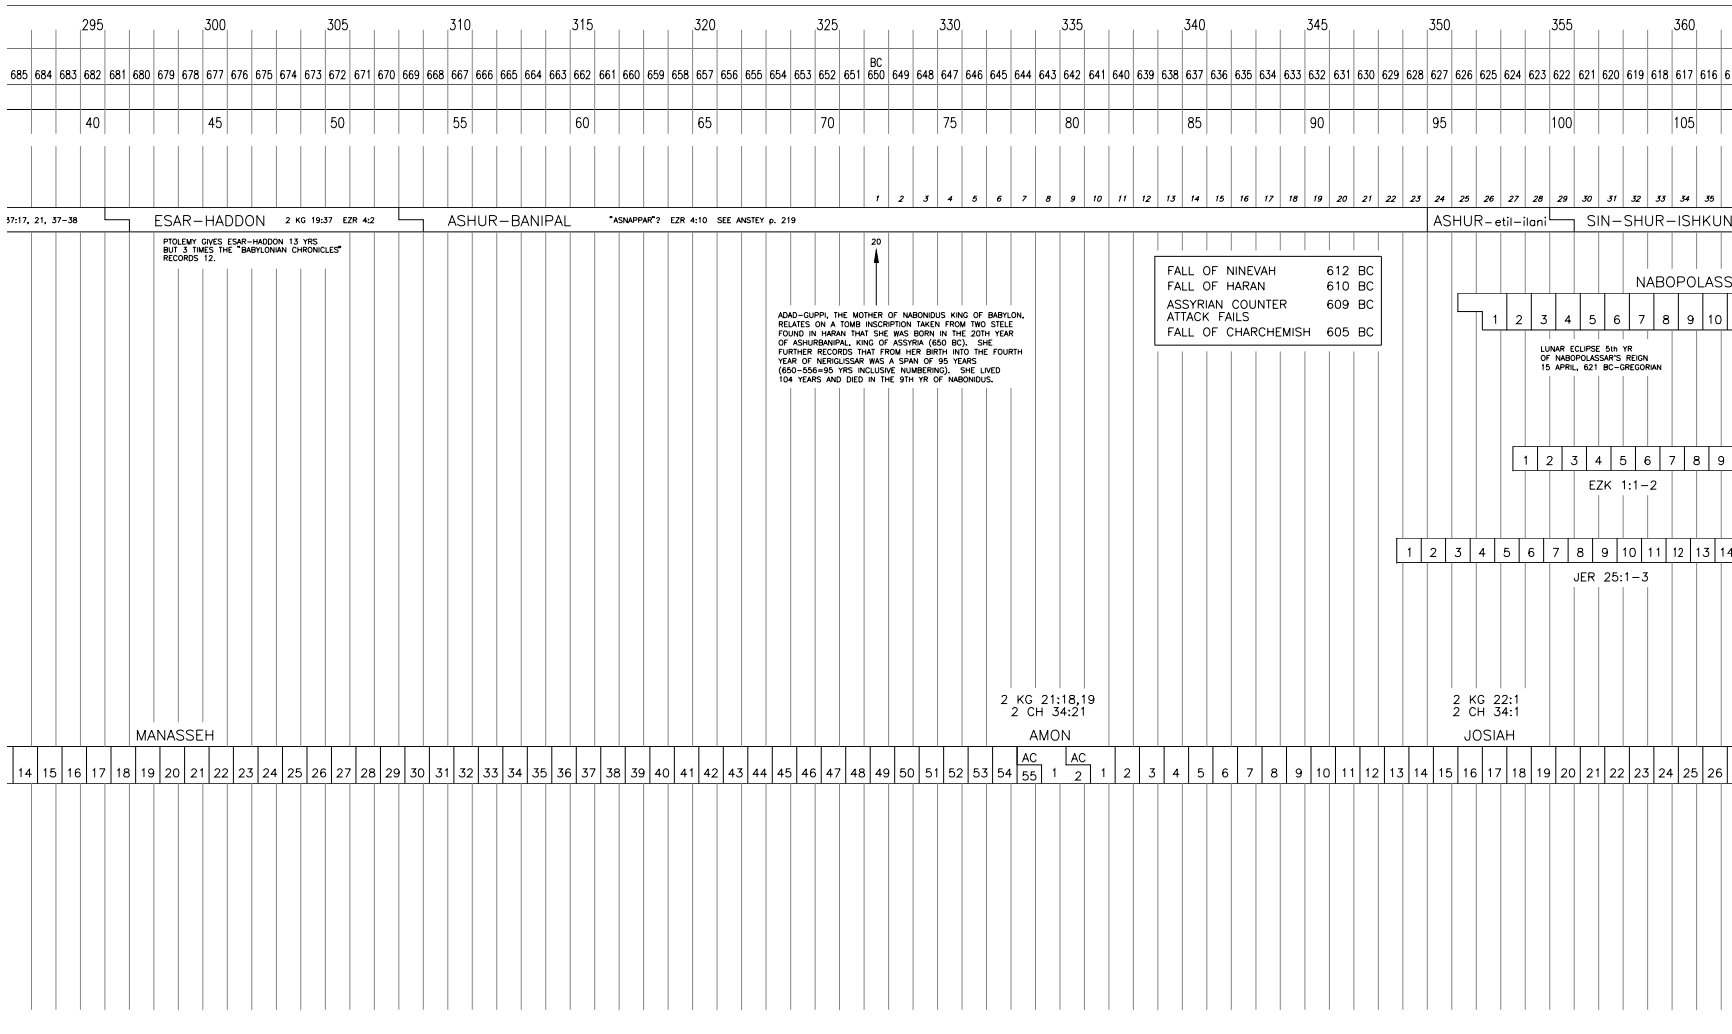 295 300 305 310 315 320 325 330 335 340 345 350 355 360
BC
685 684 683 682 681 680 679 678 677 676 675 674 673 672 671 670 669 668 667 666 665 664 663 662 661 660 659 658 657 656 655 654 653 652 651 650 649 648 647 646 645 644 643 642 641 640 639 638 637 636 635 634 633 632 631 630 629 628 627 626 625 624 623 622 621 620 619 618 617 616 6
40 45 50 55 60 65 70 75 80 85 90 95 100 105
1 2 3 4 5 6 7 8 9 10 11 12 13 14 15 16 17 18 19 20 21 22 23 24 25 26 27 28 29 30 31 32 33 34 35
37:17, 21, 37-38 ESAR-HADDON 2 KG 19:37 EZR 4:2 ASHUR-BANIPAL "ASNAPPAR"? EZR 4:10 SEE ANSTEY p. 219 ASHUR-etil-ilani SIN-SHUR-ISHKUN
PTOLEMY GIVES ESAR-HADDON 13 YRS
BUT 3 TIMES THE "BABYLONIAN CHRONICLES"
RECORDS 12.
20
ADAD-GUPPI, THE MOTHER OF NABONIDUS KING OF BABYLON,
RELATES ON A TOMB INSCRIPTION TAKEN FROM TWO STELE
FOUND IN HARAN THAT SHE WAS BORN IN THE 20TH YEAR
OF ASHURBANIPAL, KING OF ASSYRIA (650 BC). SHE
FURTHER RECORDS THAT FROM HER BIRTH INTO THE FOURTH
YEAR OF NERIGLISSAR WAS A SPAN OF 95 YEARS
(650-556=95 YRS INCLUSIVE NUMBERING). SHE LIVED
104 YEARS AND DIED IN THE 9TH YR OF NABONIDUS.
FALL OF NINEVAH 612 BC
FALL OF HARAN 610 BC
ASSYRIAN COUNTER 609 BC
ATTACK FAILS
FALL OF CHARCHEMISH 605 BC
NABOPOLASS
1 2 3 4 5 6 7 8 9 10
LUNAR ECLIPSE 5th YR
OF NABOPOLASSAR'S REIGN
15 APRIL, 621 BC-GREGORIAN
1 2 3 4 5 6 7 8 9
EZK 1:1-2
1 2 3 4 5 6 7 8 9 10 11 12 13 14
JER 25:1-3
2 KG 21:18,19
2 CH 34:21
2 KG 22:1
2 CH 34:1
MANASSEH AMON JOSIAH
AC AC
14 15 16 17 18 19 20 21 22 23 24 25 26 27 28 29 30 31 32 33 34 35 36 37 38 39 40 41 42 43 44 45 46 47 48 49 50 51 52 53 54 55 1 2 1 2 3 4 5 6 7 8 9 10 11 12 13 14 15 16 17 18 19 20 21 22 23 24 25 26